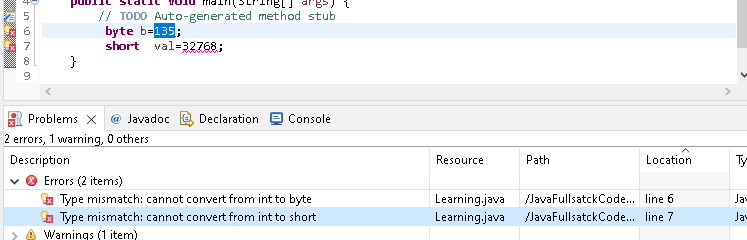 4 public static void main(String[] args) {
5 // TODO Auto-generated method stub
6 byte b=135;
7 short val=32768;
8 }
9
Problems @ Javadoc Declaration Console
2 errors, 1 warning, 0 others
Description Resource Path Location Ty
Errors (2 items)
Type mismatch: cannot convert from int to byte Learning.java /JavaFullsatckCode... line 6 Ja
Type mismatch: cannot convert from int to short Learning.java /JavaFullsatckCode... line 7 Ja
Warnings (1 item)